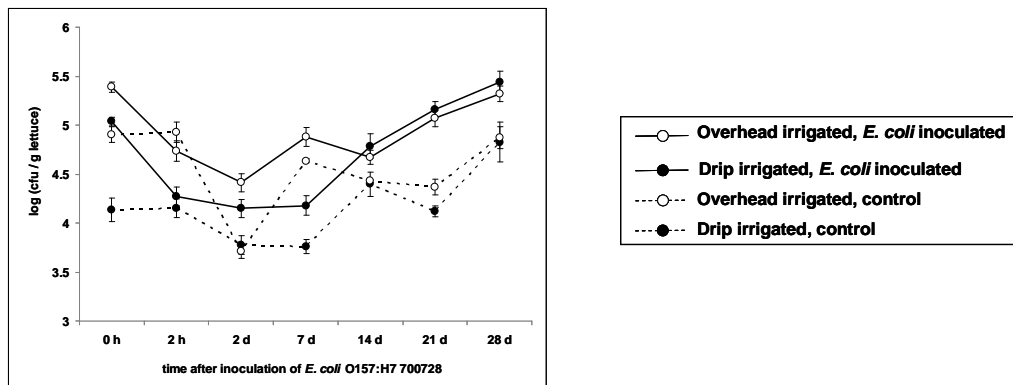 6
5.5
5
4.5
4
3.5
3
log (cfu / g lettuce)
0 h 2 h 2 d 7 d 14 d 21 d 28 d
time after inoculation of E. coli O157:H7 700728
Overhead irrigated, E. coli inoculated
Drip irrigated, E. coli inoculated
Overhead irrigated, control
Drip irrigated, control